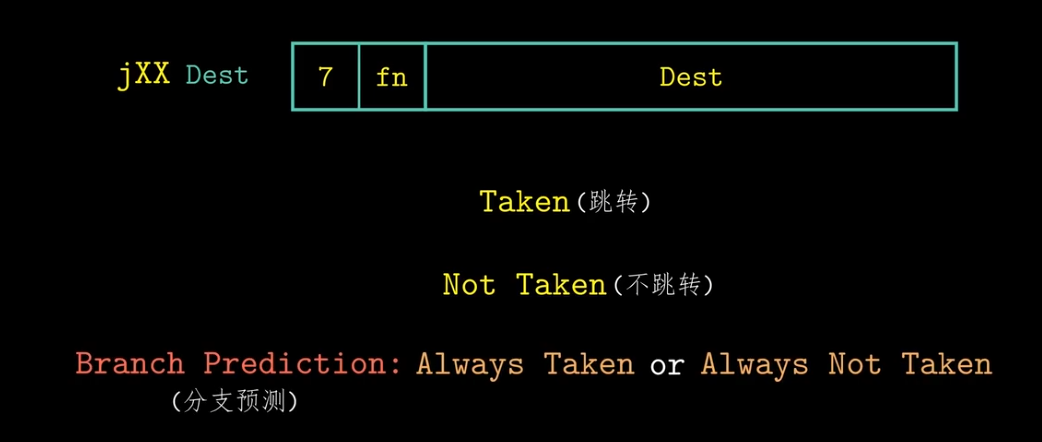 jXX Dest 7 fn Dest
Taken(跳转)
Not Taken(不跳转)
Branch Prediction: Always Taken or Always Not Taken
(分支预测)